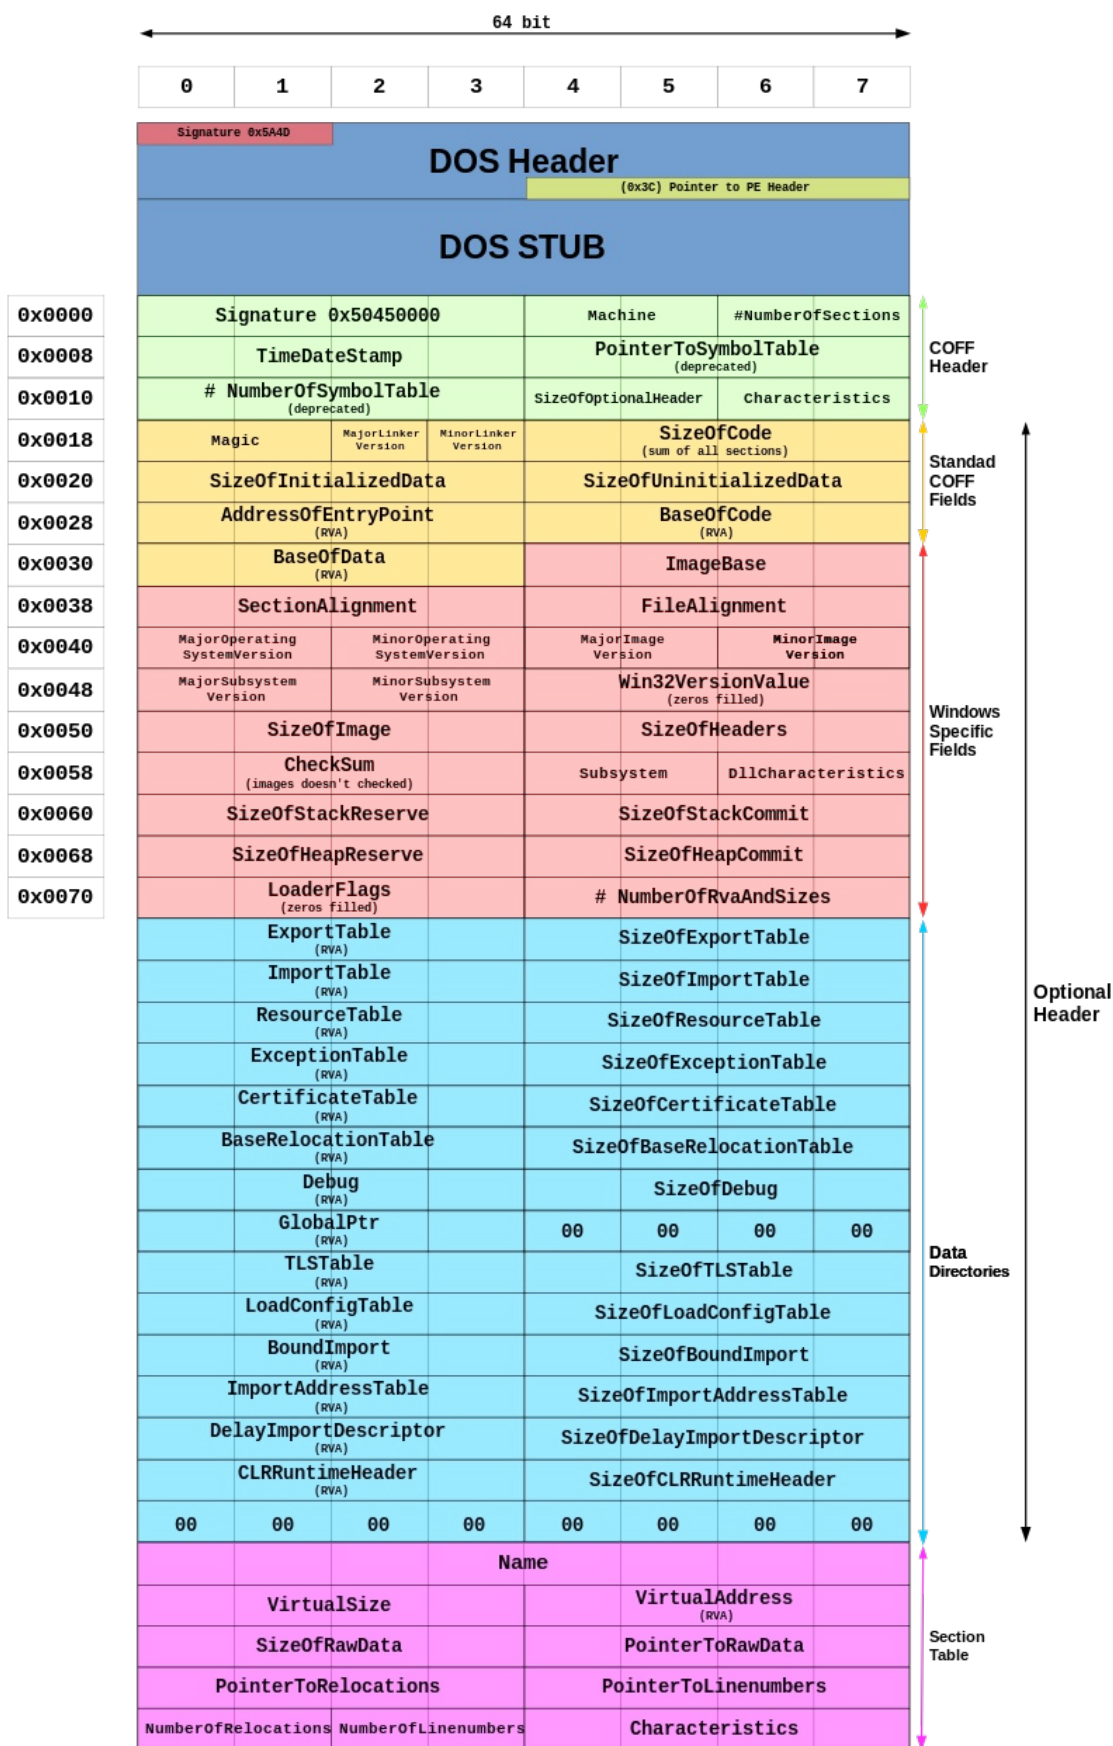 64 bit
0 1 2 3 4 5 6 7
Signature 0x5A4D
DOS Header
(0x3C) Pointer to PE Header
DOS STUB
0x0000 Signature 0x50450000 Machine #NumberOfSections
0x0008 TimeDateStamp PointerToSymbolTable
(deprecated)
COFF
Header
0x0010 # NumberOfSymbolTable SizeOfOptionalHeader Characteristics
(deprecated)
0x0018 Magic MajorLinker
Version MinorLinker
Version SizeOfCode
(sum of all sections)
Standad
COFF
Fields
0x0020 SizeOfInitializedData SizeOfUninitializedData
0x0028 AddressOfEntryPoint BaseOfCode
(RVA) (RVA)
0x0030 BaseOfData ImageBase
(RVA)
0x0038 SectionAlignment FileAlignment
0x0040 MajorOperating MinorOperating MajorImage MinorImage
SystemVersion SystemVersion Version Version
0x0048 MajorSubsystem MinorSubsystem Win32VersionValue
Version Version (zeros filled)
Windows
Specific
Fields
0x0050 SizeOfImage SizeOfHeaders
0x0058 CheckSum Subsystem DllCharacteristics
(images doesn't checked)
0x0060 SizeOfStackReserve SizeOfStackCommit
0x0068 SizeOfHeapReserve SizeOfHeapCommit
0x0070 LoaderFlags # NumberOfRvaAndSizes
(zeros filled)
ExportTable SizeOfExportTable
(RVA)
ImportTable SizeOfImportTable
(RVA)
Optional
Header
ResourceTable SizeOfResourceTable
(RVA)
ExceptionTable SizeOfExceptionTable
(RVA)
CertificateTable SizeOfCertificateTable
(RVA)
BaseRelocationTable SizeOfBaseRelocationTable
(RVA)
Debug SizeOfDebug
(RVA)
GlobalPtr 00 00 00 00
(RVA)
Data
Directories
TLSTable SizeOfTLSTable
(RVA)
LoadConfigTable SizeOfLoadConfigTable
(RVA)
BoundImport SizeOfBoundImport
(RVA)
ImportAddressTable SizeOfImportAddressTable
(RVA)
DelayImportDescriptor SizeOfDelayImportDescriptor
(RVA)
CLRRuntimeHeader SizeOfCLRRuntimeHeader
(RVA)
00 00 00 00 00 00 00 00
Name
VirtualSize VirtualAddress
(RVA)
SizeOfRawData PointerToRawData
Section
Table
PointerToRelocations PointerToLinenumbers
NumberOfRelocations NumberOfLinenumbers Characteristics